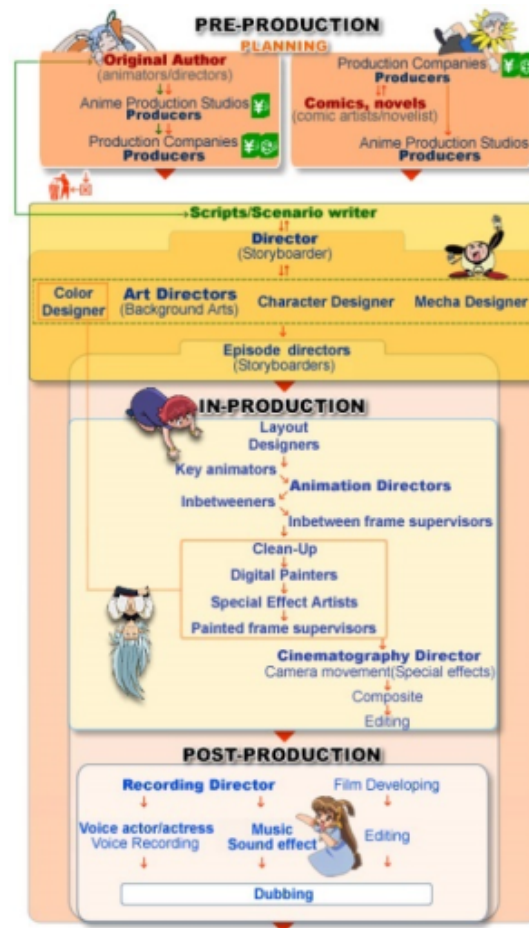 PRE-PRODUCTION
PLANNING
Original Author
(animators/directors)
Anime Production Studios ¥
Producers
Production Companies ¥
Producers
Production Companies ¥
Producers
Comics, novels
(comic artists/novelist)
Anime Production Studios
Producers
Scripts/Scenario writer
Director
(Storyboarder)
Color
Designer
Art Directors
(Background Arts)
Character Designer
Mecha Designer
Episode directors
(Storyboarders)
IN-PRODUCTION
Layout
Designers
Key animators
Animation Directors
Inbetweeners
Inbetween frame supervisors
Clean-Up
Digital Painters
Special Effect Artists
Painted frame supervisors
Cinematography Director
Camera movement(Special effects)
Composite
Editing
POST-PRODUCTION
Recording Director
Film Developing
Voice actor/actress
Voice Recording
Music
Sound effect
Editing
Dubbing